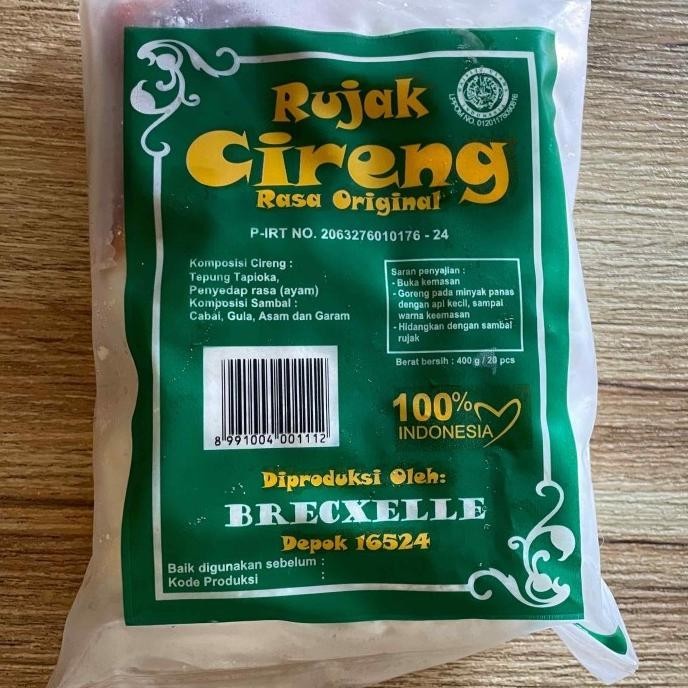 Rujak
Cireng
Rasa Original
LPPOM NO. 01201178090816
P-IRT NO. 2063276010176 - 24
Komposisi Cireng :
Tepung Tapioka,
Penyedap rasa (ayam)
Komposisi Sambal :
Cabai, Gula, Asam dan Garam
Saran penyajian :
- Buka kemasan
- Goreng pada minyak panas
dengan api kecil, sampai
warna keemasan
- Hidangkan dengan sambal
rujak
Berat bersih : 400 g / 20 pcs
8 991004 001112
100%
INDONESIA
Diproduksi Oleh:
BRECXELLE
Depok 16524
Baik digunakan sebelum :
Kode Produksi :